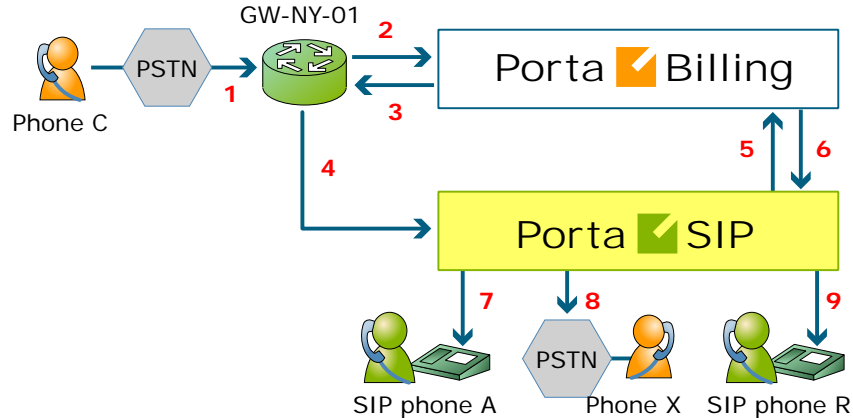 GW-NY-01
PSTN
2
Porta Billing
1
3
Phone C
4
5
6
Porta SIP
7
8
9
PSTN
SIP phone A
Phone X
SIP phone R